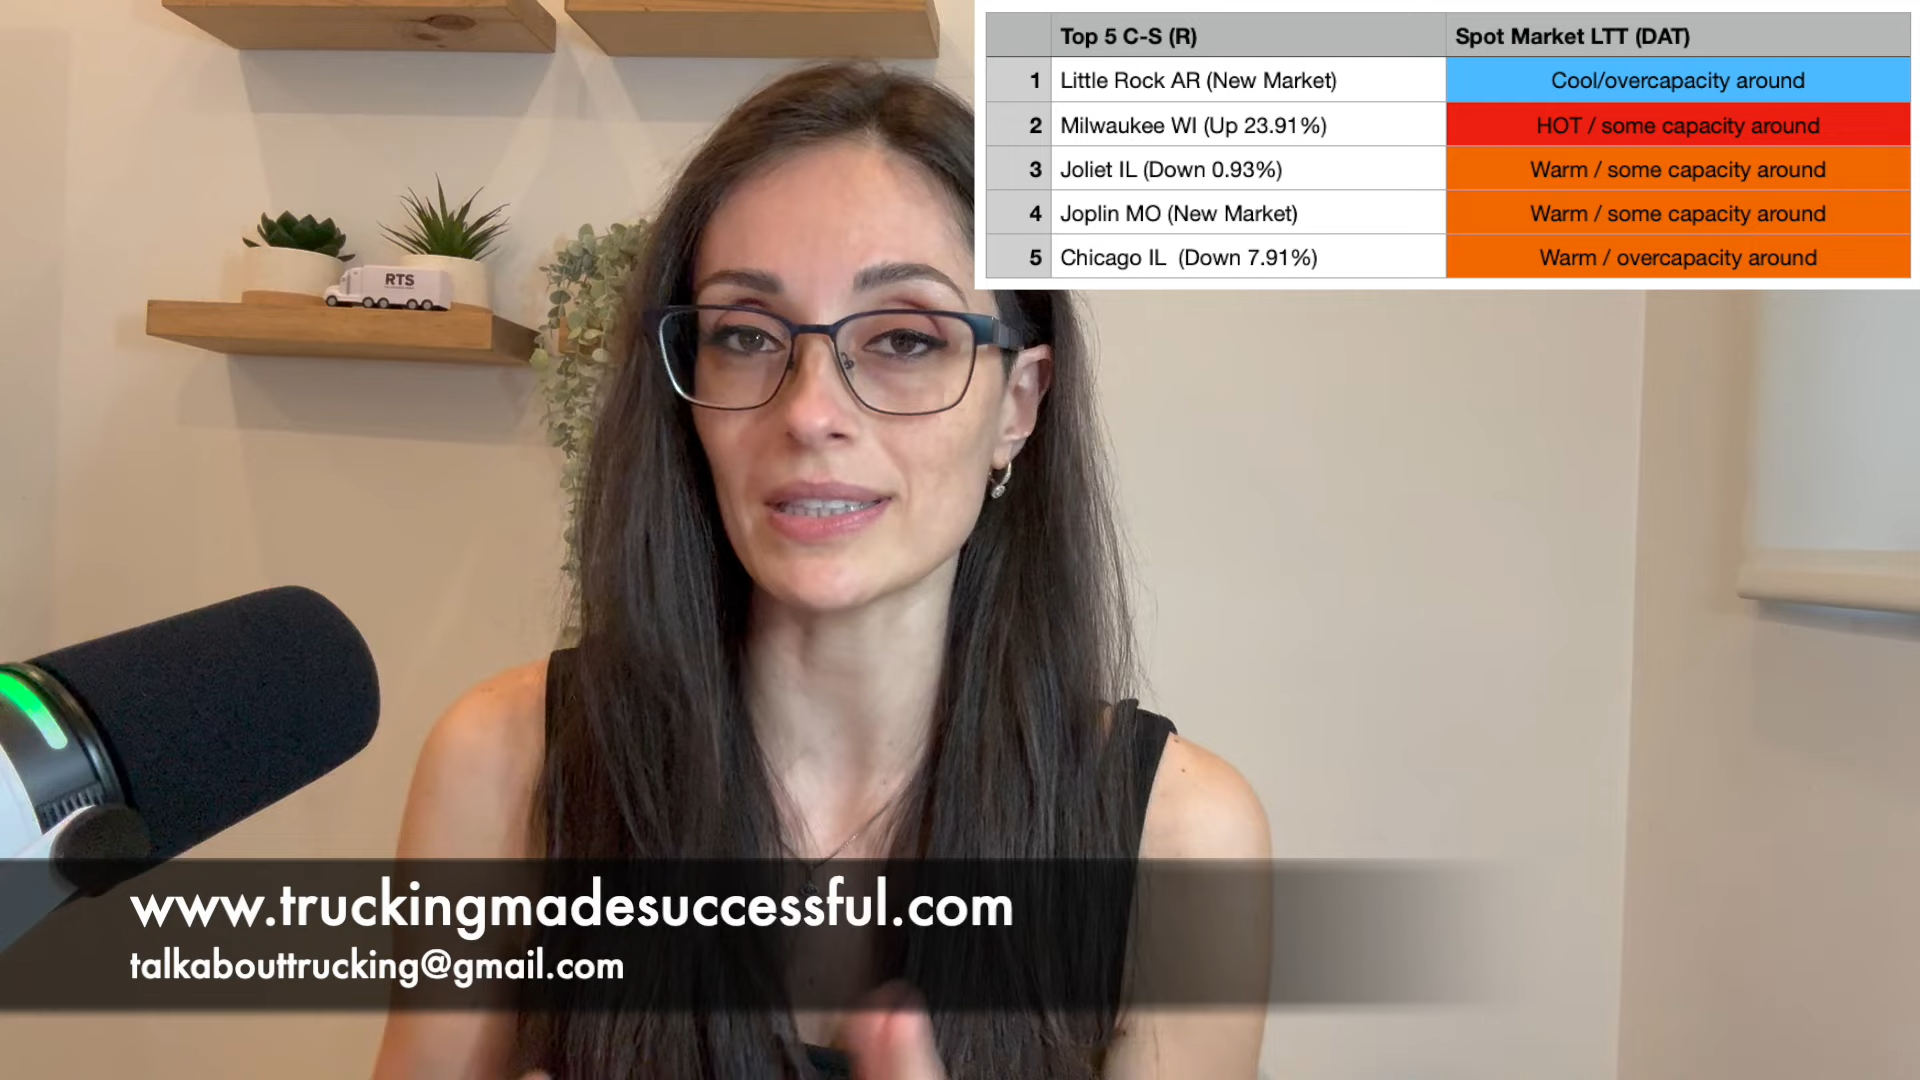 Top 5 C-S (R) Spot Market LTT (DAT)
1 Little Rock AR (New Market) Cool/overcapacity around
2 Milwaukee WI (Up 23.91%) HOT / some capacity around
3 Joliet IL (Down 0.93%) Warm / some capacity around
4 Joplin MO (New Market) Warm / some capacity around
5 Chicago IL (Down 7.91%) Warm / overcapacity around
RTS
www.truckingmadesuccessful.com
talkabouttrucking@gmail.com